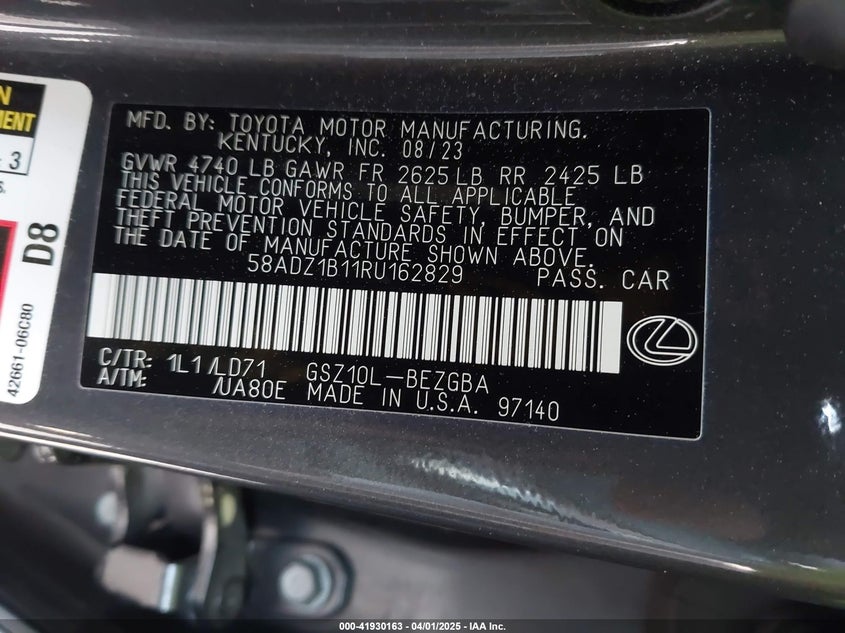 N
MENT
3
s.
D8
42661-06C80
MFD. BY: TOYOTA MOTOR MANUFACTURING.
KENTUCKY, INC. 08/23
GVWR 4740 LB GAWR FR 2625 LB RR 2425 LB
THIS VEHICLE CONFORMS TO ALL APPLICABLE
FEDERAL MOTOR VEHICLE SAFETY, BUMPER, AND
THEFT PREVENTION STANDARDS IN EFFECT ON
THE DATE OF MANUFACTURE SHOWN ABOVE.
58ADZ1B11RU162829 PASS. CAR
C/TR: 1L1/LD71 GSZ10L-BEZGBA
A/TM: /UA80E MADE IN U.S.A. 97140
000-41930163 - 04/01/2025 - IAA Inc.